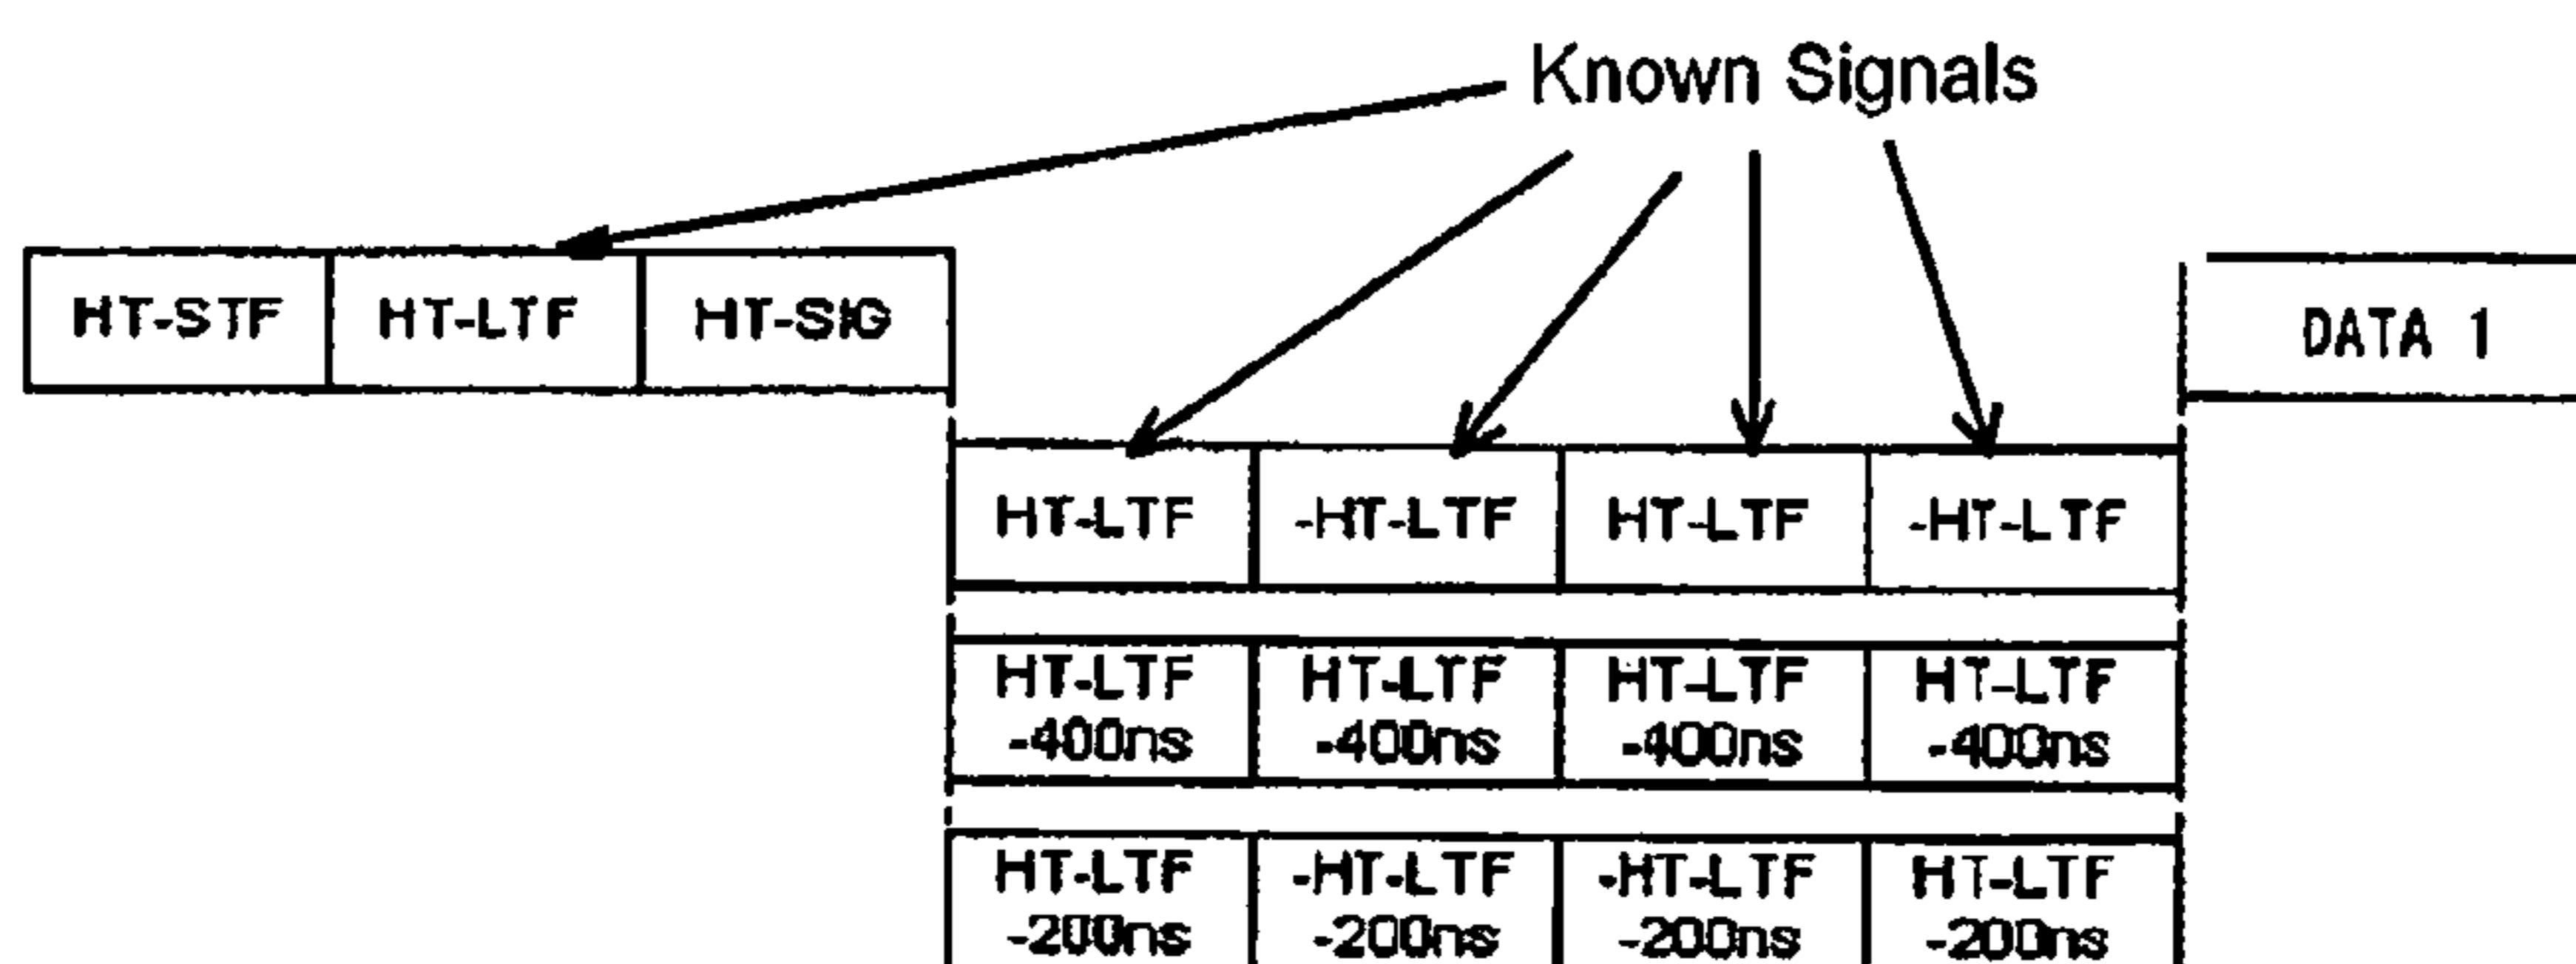 Known Signals
HT-STF HT-LTF HT-SIG DATA 1
HT-LTF -HT-LTF HT-LTF -HT-LTF
HT-LTF HT-LTF HT-LTF HT-LTF
-400ns -400ns -400ns -400ns
HT-LTF -HT-LTF -HT-LTF HT-LTF
-200ns -200ns -200ns -200ns